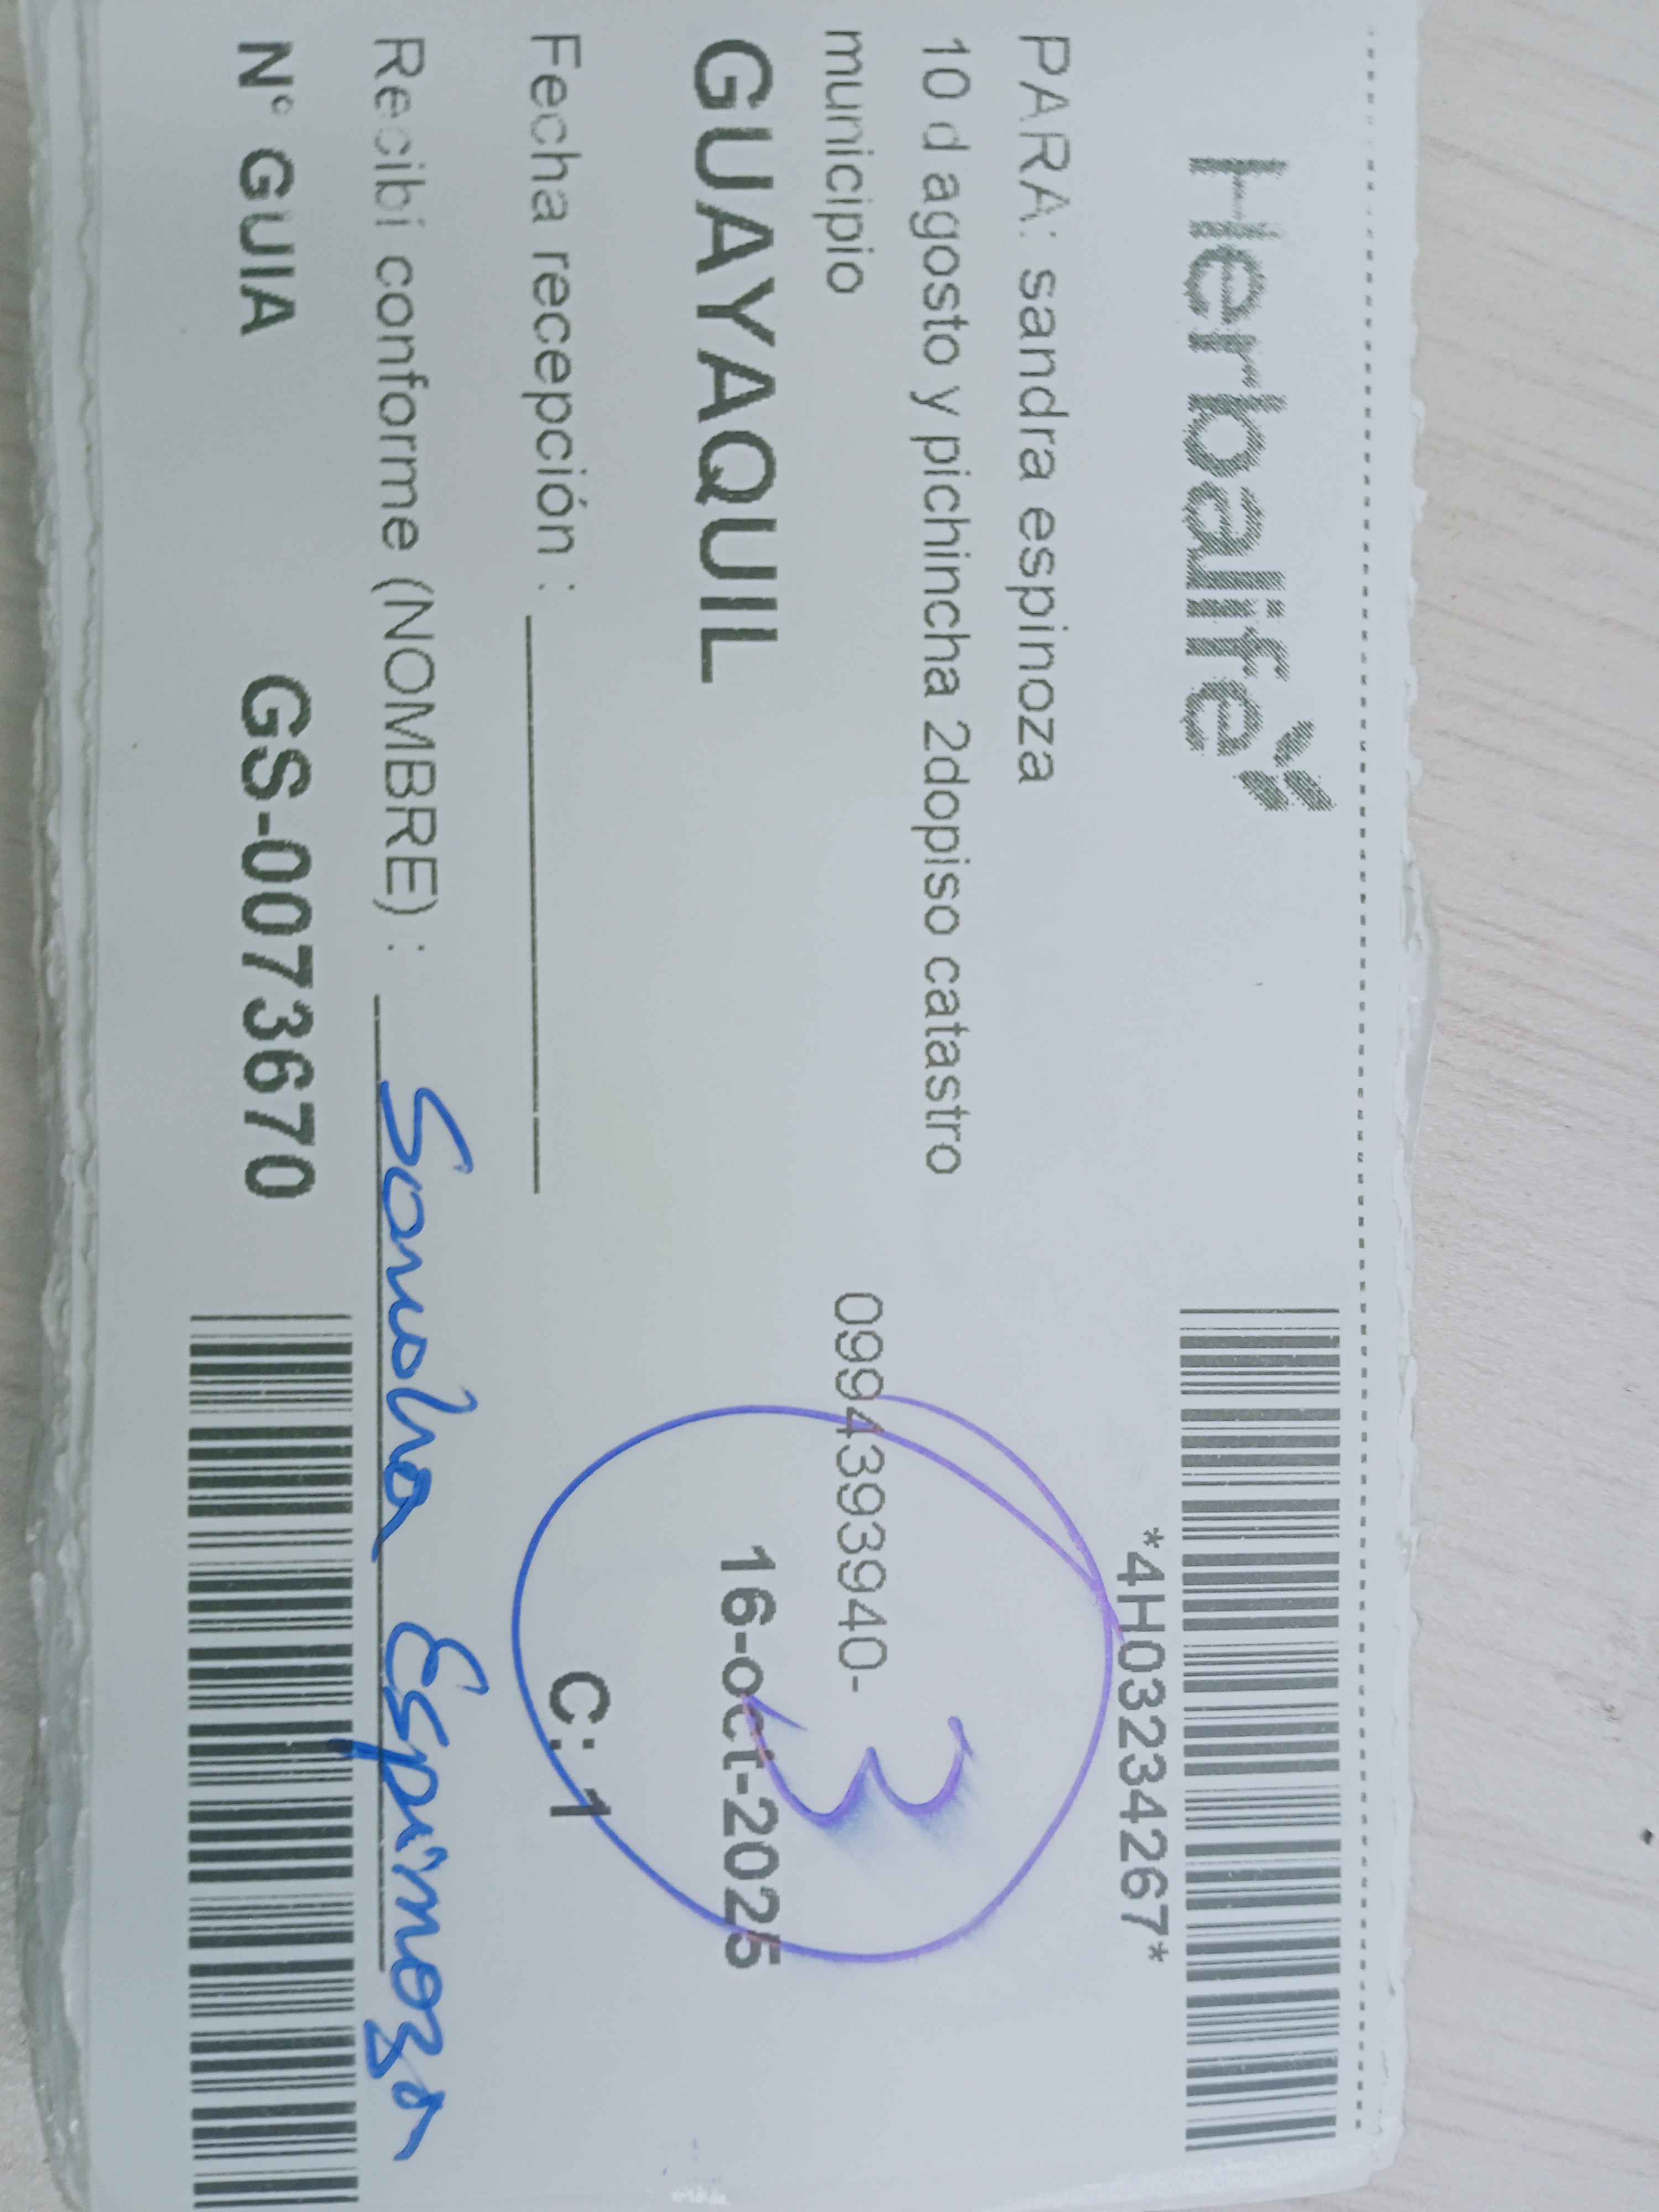 Herbalife
*4H03234267*
PARA: sandra espinoza
10 d agosto y pichincha 2dopiso catastro
municipio 0994393940-
3
GUAYAQUIL 16-oct-2025
Fecha recepción : C: 1
Recibí conforme (NOMBRE) : Sandra Espinoza
N° GUIA GS-00736670